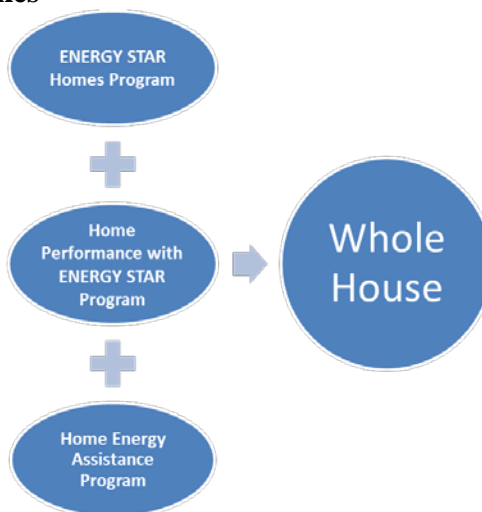 ENERGY STAR
Homes Program
Home
Performance with
ENERGY STAR
Program
Home Energy
Assistance
Program
Whole
House